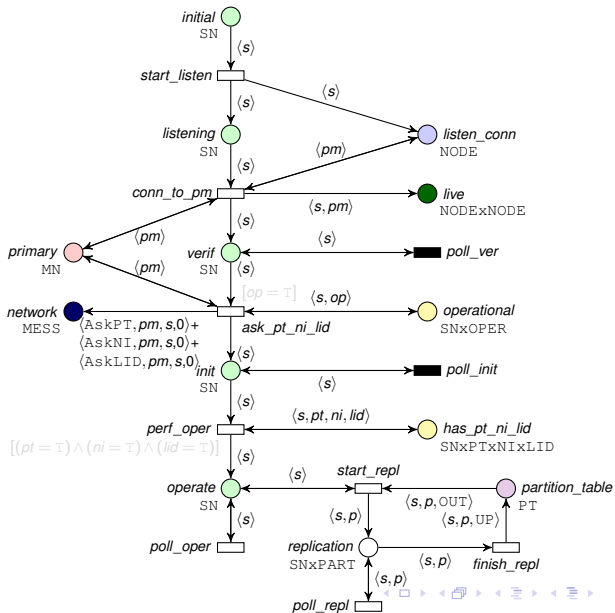 initial
SN
⟨s⟩
start_listen
⟨s⟩
⟨s⟩
listening
SN
listen_conn
NODE
⟨s⟩
⟨pm⟩
conn_to_pm
live
NODExNODE
⟨s, pm⟩
⟨s⟩
⟨pm⟩
primary
MN
verif
SN
⟨s⟩
poll_ver
⟨pm⟩
⟨s⟩
[op = T]
⟨s, op⟩
network
MESS
operational
SNxOPER
⟨AskPT, pm, s,0⟩+
⟨AskNI, pm, s,0⟩+
⟨AskLID, pm, s,0⟩
ask_pt_ni_lid
⟨s⟩
init
SN
poll_init
⟨s⟩
⟨s⟩
⟨s, pt, ni, lid⟩
perf_oper
has_pt_ni_lid
SNxPTxNIxLID
[(pt = T) ∧ (ni = T) ∧ (lid = T)]
⟨s⟩
⟨s⟩
start_repl
operate
SN
partition_table
PT
⟨s, p, OUT⟩
⟨s⟩
⟨s, p⟩
⟨s, p, UP⟩
poll_oper
replication
SNxPART
⟨s, p⟩
finish_repl
⟨s, p⟩
poll_repl